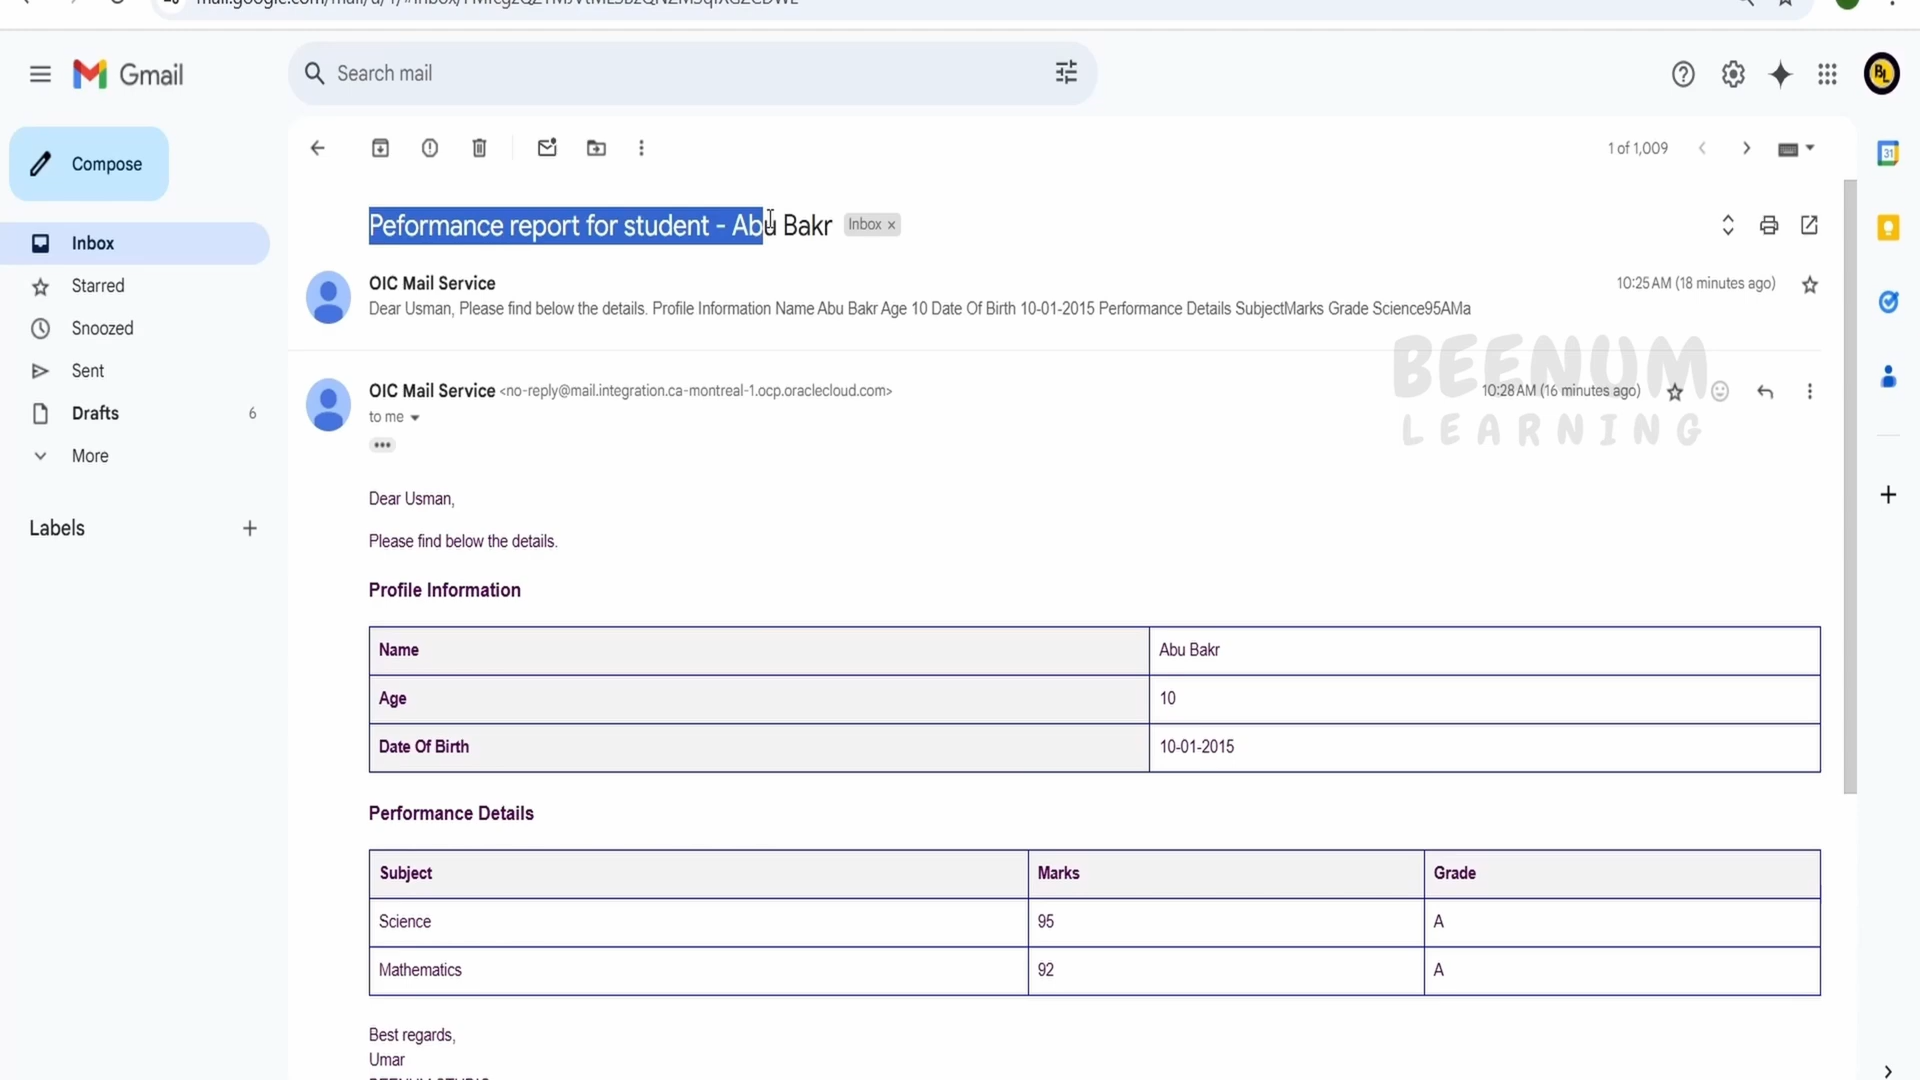 Gmail
Search mail
Compose
1 of 1,009
Peformance report for student - Abu Bakr
Inbox ×
Inbox
Starred
Snoozed
Sent
Drafts 6
More
Labels
OIC Mail Service
10:25 AM (18 minutes ago)
Dear Usman, Please find below the details. Profile Information Name Abu Bakr Age 10 Date Of Birth 10-01-2015 Performance Details SubjectMarks Grade Science95AMa
BEENUM
LEARNING
OIC Mail Service <no-reply@mail.integration.ca-montreal-1.ocp.oraclecloud.com>
10:28 AM (16 minutes ago)
to me
Dear Usman,
Please find below the details.
Profile Information
Name Abu Bakr
Age 10
Date Of Birth 10-01-2015
Performance Details
Subject Marks Grade
Science 95 A
Mathematics 92 A
Best regards,
Umar
31
BL